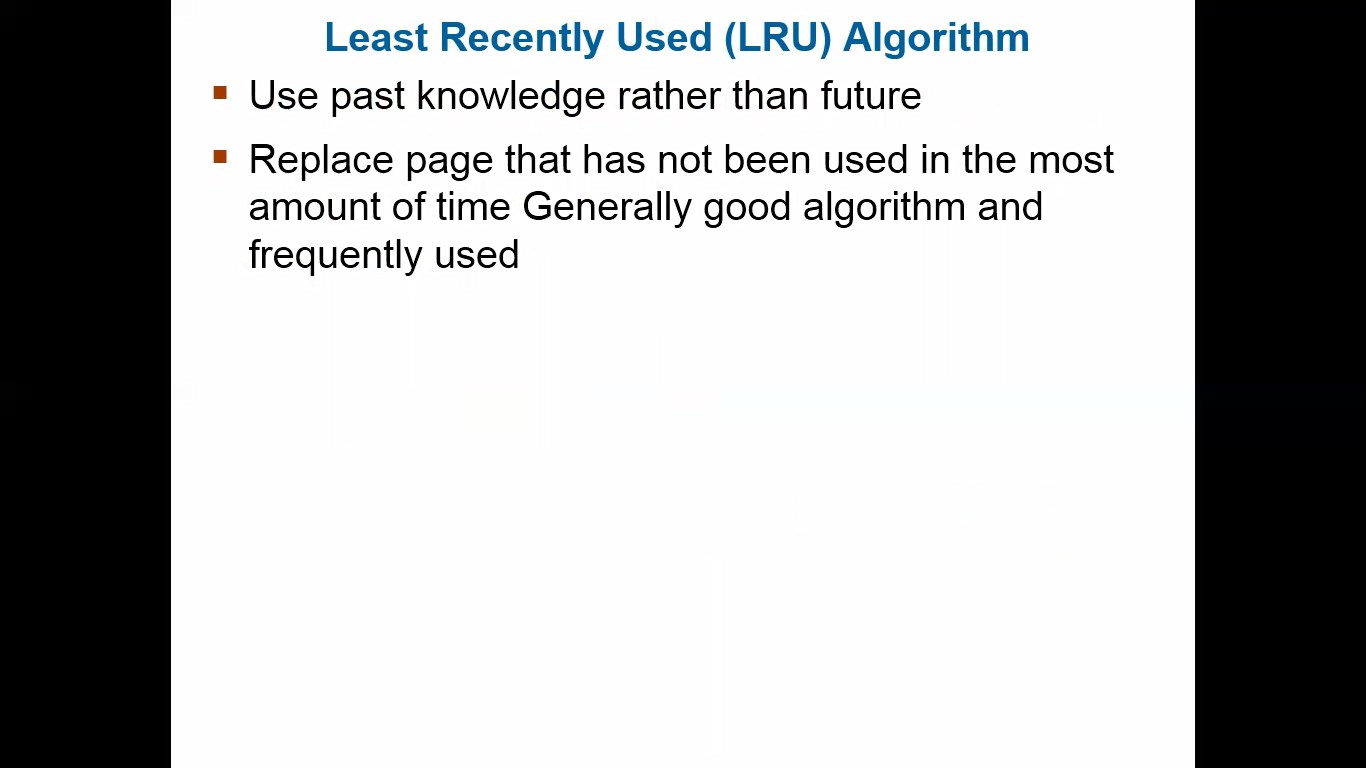 Least Recently Used (LRU) Algorithm
▪ Use past knowledge rather than future
▪ Replace page that has not been used in the most
amount of time Generally good algorithm and
frequently used